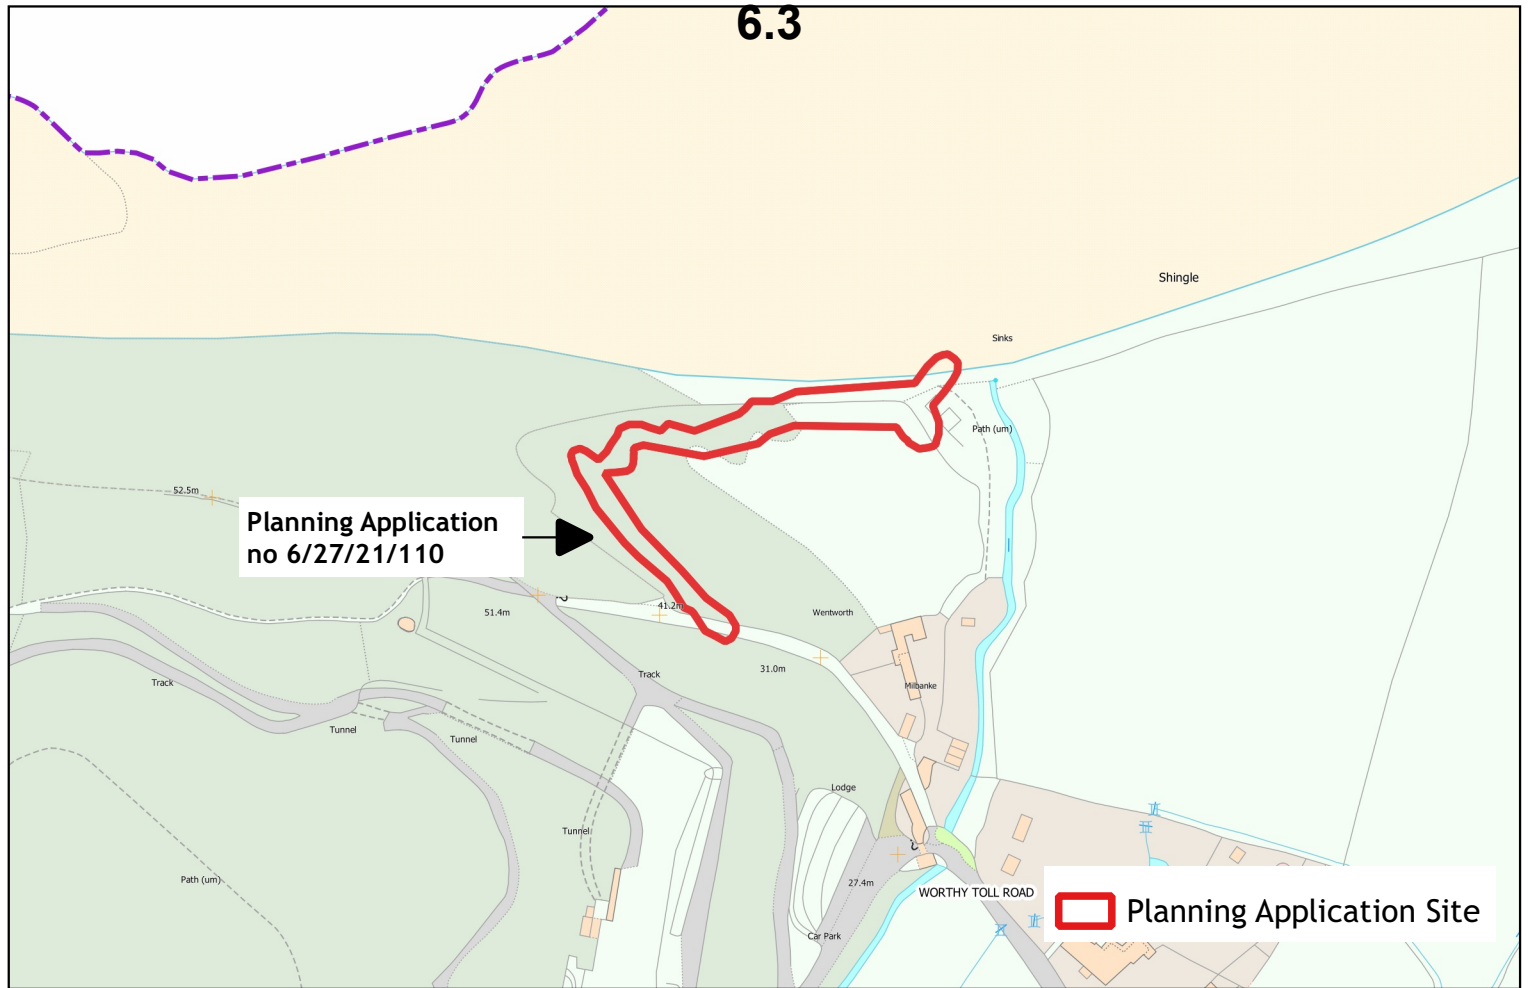 6.3
Shingle
Sinks
Path (um)
52.5m
Planning Application
no 6/27/21/110
51.4m
41.2m
Wentworth
31.0m
Track
Track
Milbanke
Tunnel
Tunnel
Lodge
Tunnel
Path (um)
27.4m
WORTHY TOLL ROAD
Car Park
Planning Application Site